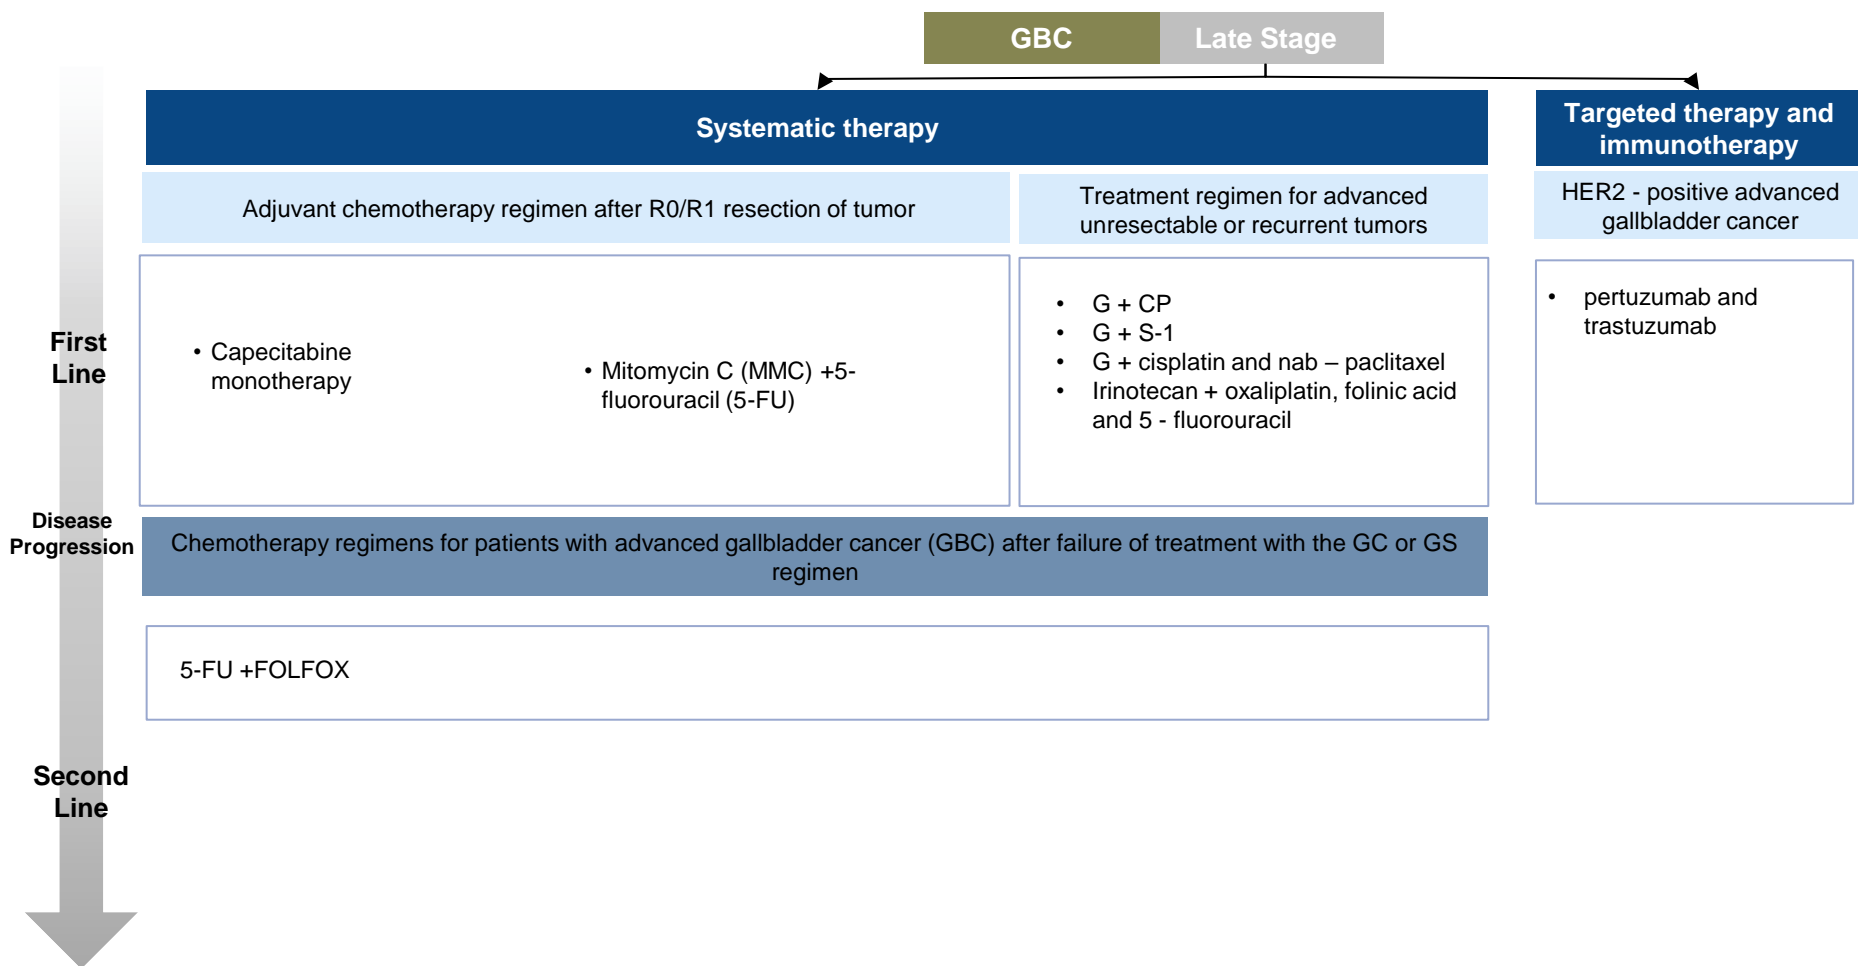 GBC
Late Stage
Systematic therapy
Targeted therapy and
immunotherapy
Adjuvant chemotherapy regimen after R0/R1 resection of tumor
Treatment regimen for advanced
unresectable or recurrent tumors
HER2 - positive advanced
gallbladder cancer
First
Line
• Capecitabine
monotherapy
• Mitomycin C (MMC) +5-
fluorouracil (5-FU)
• G + CP
• G + S-1
• G + cisplatin and nab – paclitaxel
• Irinotecan + oxaliplatin, folinic acid
and 5 - fluorouracil
• pertuzumab and
trastuzumab
Disease
Progression
Chemotherapy regimens for patients with advanced gallbladder cancer (GBC) after failure of treatment with the GC or GS
regimen
5-FU +FOLFOX
Second
Line